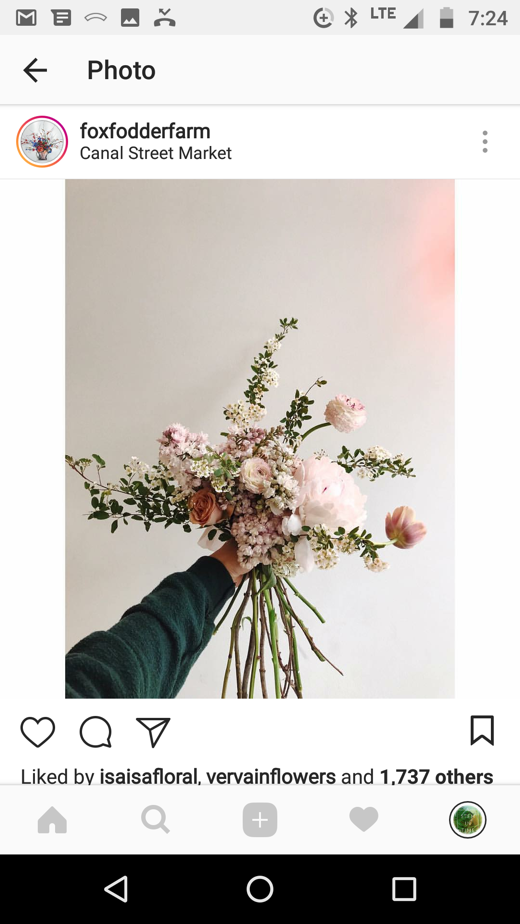 LTE 7:24
Photo
foxfodderfarm
Canal Street Market
Liked by isaisafloral, vervainflowers and 1,737 others